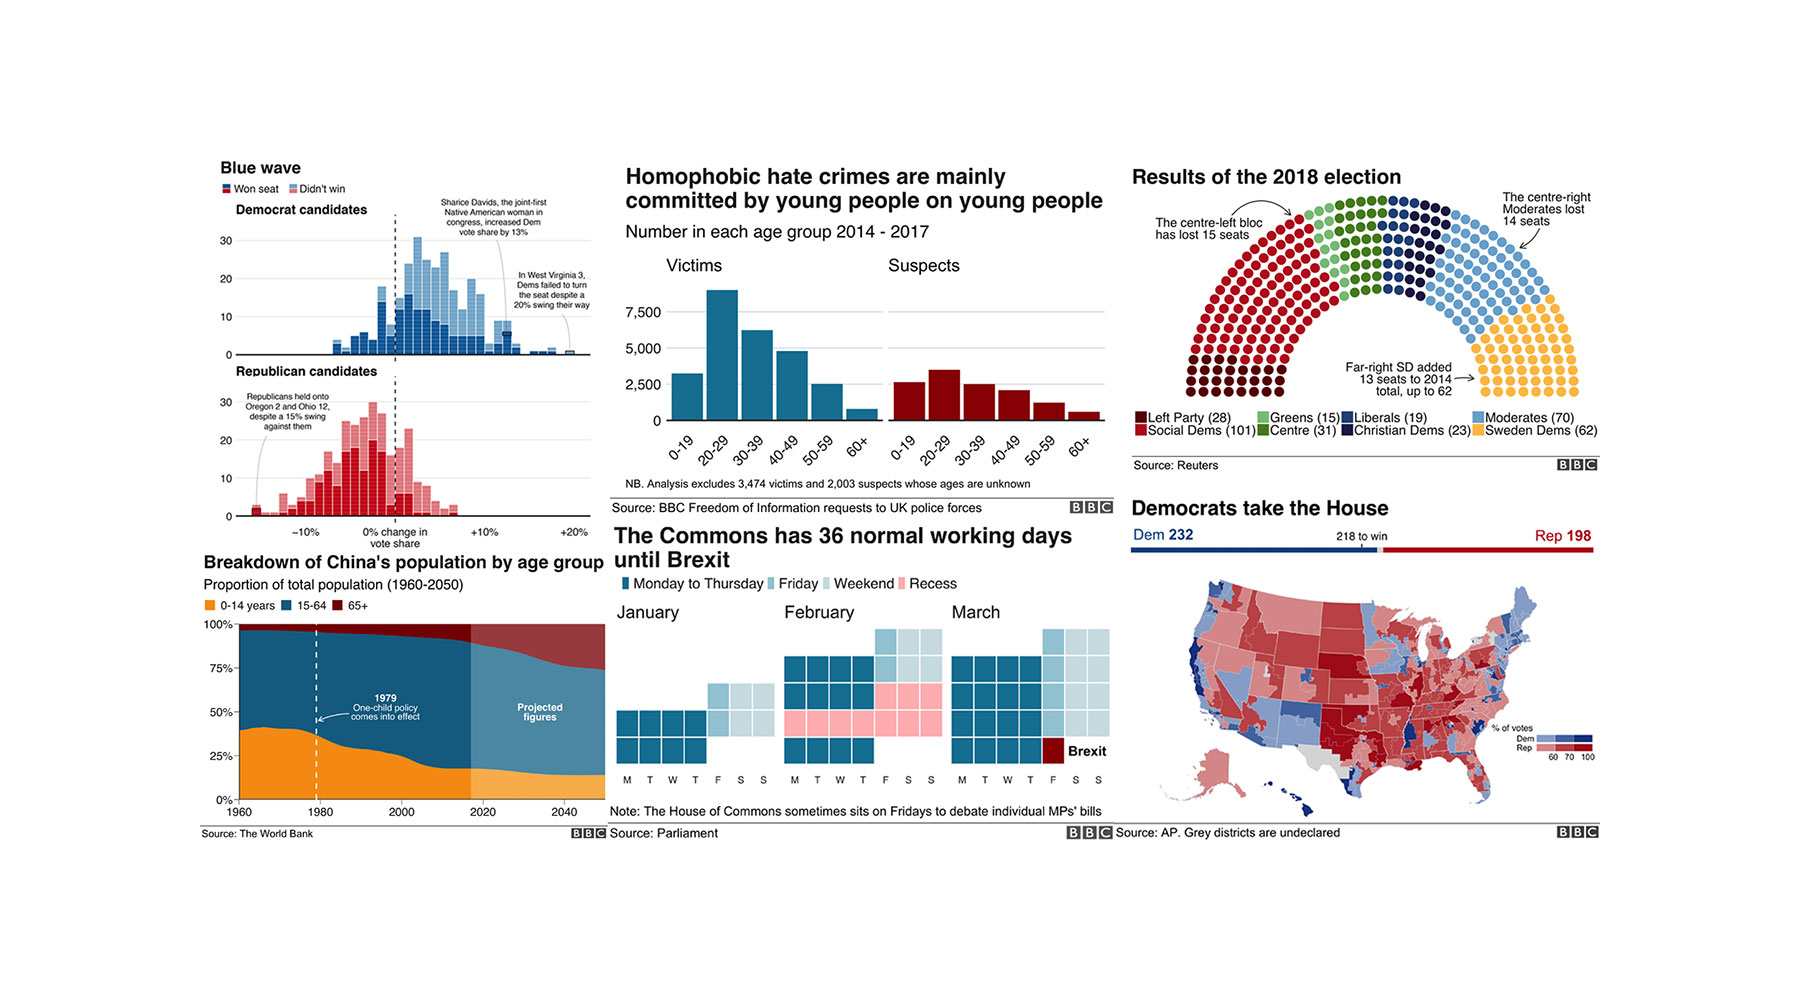 Blue wave
Won seat Didn't win
Democrat candidates
Sharice Davids, the joint-first
Native American woman in
congress, increased Dem
vote share by 13%
In West Virginia 3,
Dems failed to turn
the seat despite a
20% swing their way
30
20
10
0
Republican candidates
Republicans held onto
Oregon 2 and Ohio 12,
despite a 15% swing
against them
30
20
10
0
−10% 0% change in +10% +20%
vote share
Breakdown of China's population by age group
Proportion of total population (1960-2050)
0-14 years 15-64 65+
100%
75%
50%
25%
0%
1979
One-child policy
comes into effect
Projected
figures
1960 1980 2000 2020 2040
Source: The World Bank BBC
Homophobic hate crimes are mainly
committed by young people on young people
Number in each age group 2014 - 2017
Victims Suspects
7,500
5,000
2,500
0
0-19 20-29 30-39 40-49 50-59 60+ 0-19 20-29 30-39 40-49 50-59 60+
NB. Analysis excludes 3,474 victims and 2,003 suspects whose ages are unknown
Source: BBC Freedom of Information requests to UK police forces BBC
The Commons has 36 normal working days
until Brexit
Monday to Thursday Friday Weekend Recess
January February March
Brexit
M T W T F S S M T W T F S S M T W T F S S
Note: The House of Commons sometimes sits on Fridays to debate individual MPs' bills
Source: Parliament BBC
Results of the 2018 election
The centre-left bloc
has lost 15 seats
The centre-right
Moderates lost
14 seats
Far-right SD added
13 seats to 2014
total, up to 62
Left Party (28) Greens (15) Liberals (19) Moderates (70)
Social Dems (101) Centre (31) Christian Dems (23) Sweden Dems (62)
Source: Reuters BBC
Democrats take the House
Dem 232 218 to win Rep 198
% of votes
Dem
Rep
60 70 100
Source: AP. Grey districts are undeclared BBC